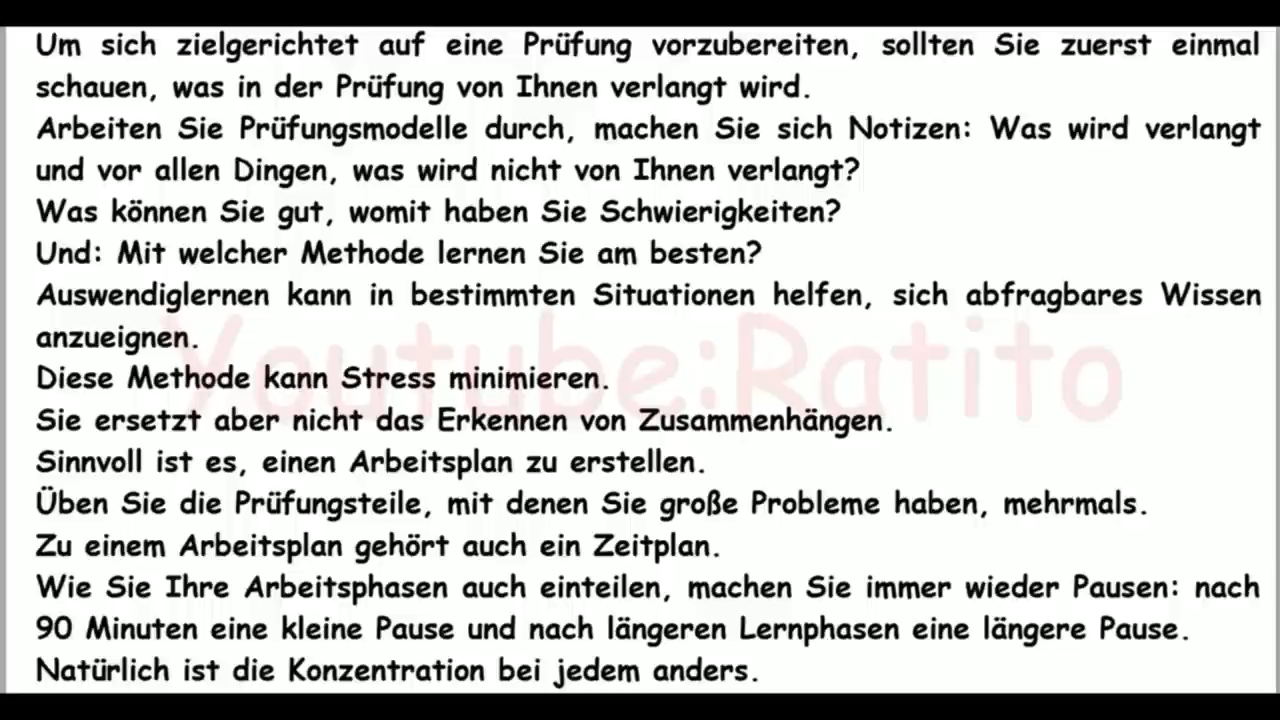 Um sich zielgerichtet auf eine Prüfung vorzubereiten, sollten Sie zuerst einmal
schauen, was in der Prüfung von Ihnen verlangt wird.
Arbeiten Sie Prüfungsmodelle durch, machen Sie sich Notizen: Was wird verlangt
und vor allen Dingen, was wird nicht von Ihnen verlangt?
Was können Sie gut, womit haben Sie Schwierigkeiten?
Und: Mit welcher Methode lernen Sie am besten?
Auswendiglernen kann in bestimmten Situationen helfen, sich abfragbares Wissen
anzueignen.
Youtube:Ratito
Diese Methode kann Stress minimieren.
Sie ersetzt aber nicht das Erkennen von Zusammenhängen.
Sinnvoll ist es, einen Arbeitsplan zu erstellen.
Üben Sie die Prüfungsteile, mit denen Sie große Probleme haben, mehrmals.
Zu einem Arbeitsplan gehört auch ein Zeitplan.
Wie Sie Ihre Arbeitsphasen auch einteilen, machen Sie immer wieder Pausen: nach
90 Minuten eine kleine Pause und nach längeren Lernphasen eine längere Pause.
Natürlich ist die Konzentration bei jedem anders.